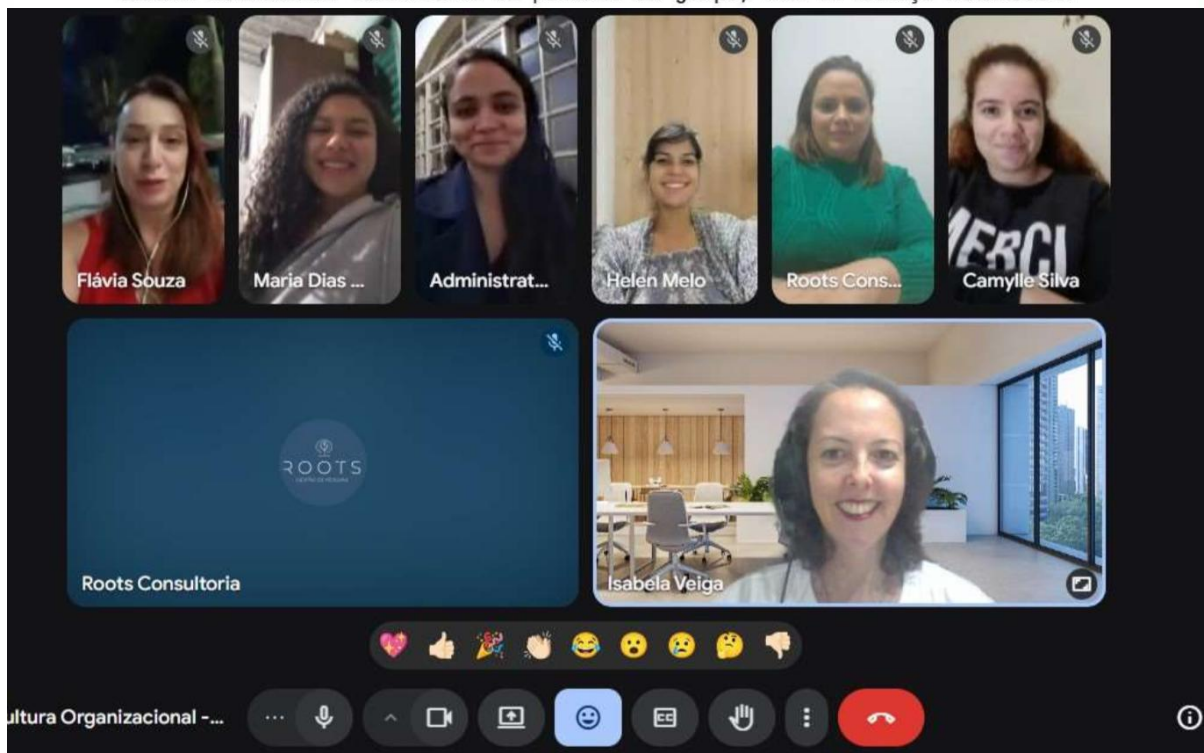 Flávia Souza
Maria Dias ...
Administrat...
Helen Melo
Roots Cons...
Camylle Silva
MERCI
ROOTS
Roots Consultoria
Isabela Veiga
ultura Organizacional -...
CC